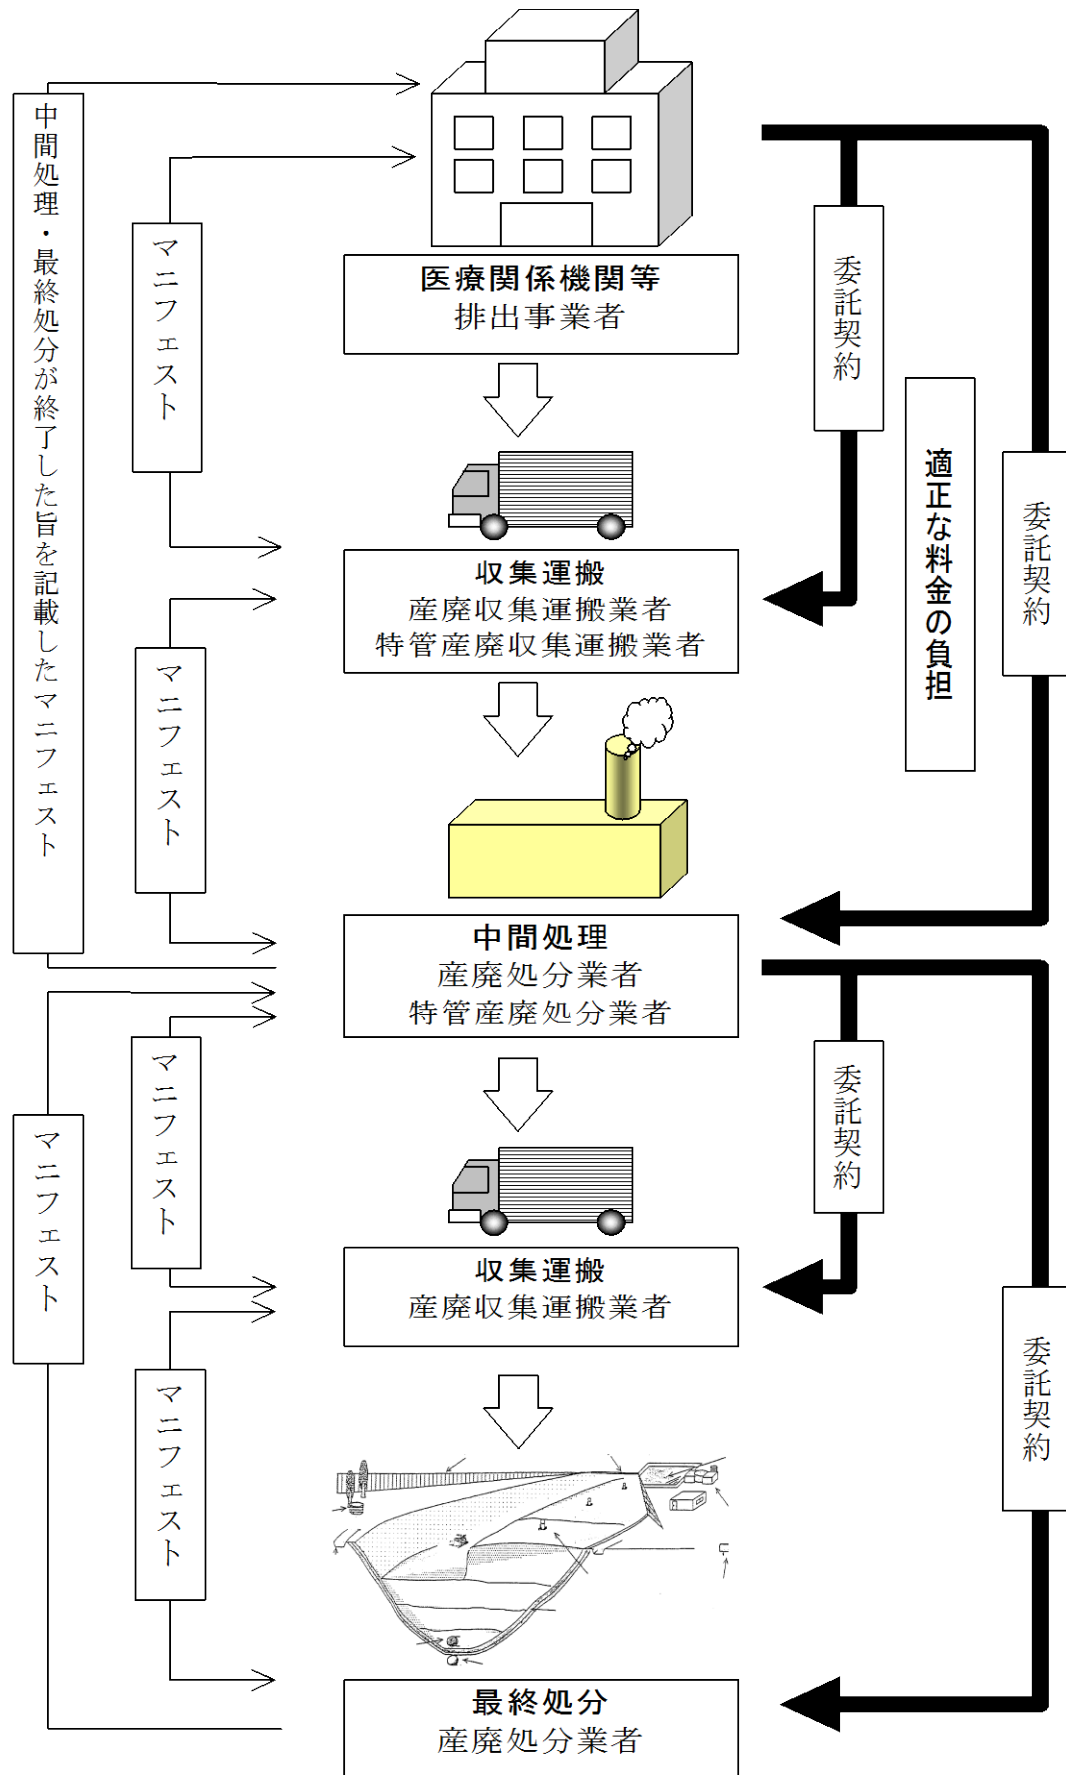 中間処理・最終処分が終了した旨を記載したマニフェスト
マニフェスト
医療関係機関等
排出事業者
委託契約
適正な料金の負担
委託契約
収集運搬
産廃収集運搬業者
特管産廃収集運搬業者
マニフェスト
中間処理
産廃処分業者
特管産廃処分業者
マニフェスト
マニフェスト
委託契約
収集運搬
産廃収集運搬業者
委託契約
マニフェスト
最終処分
産廃処分業者